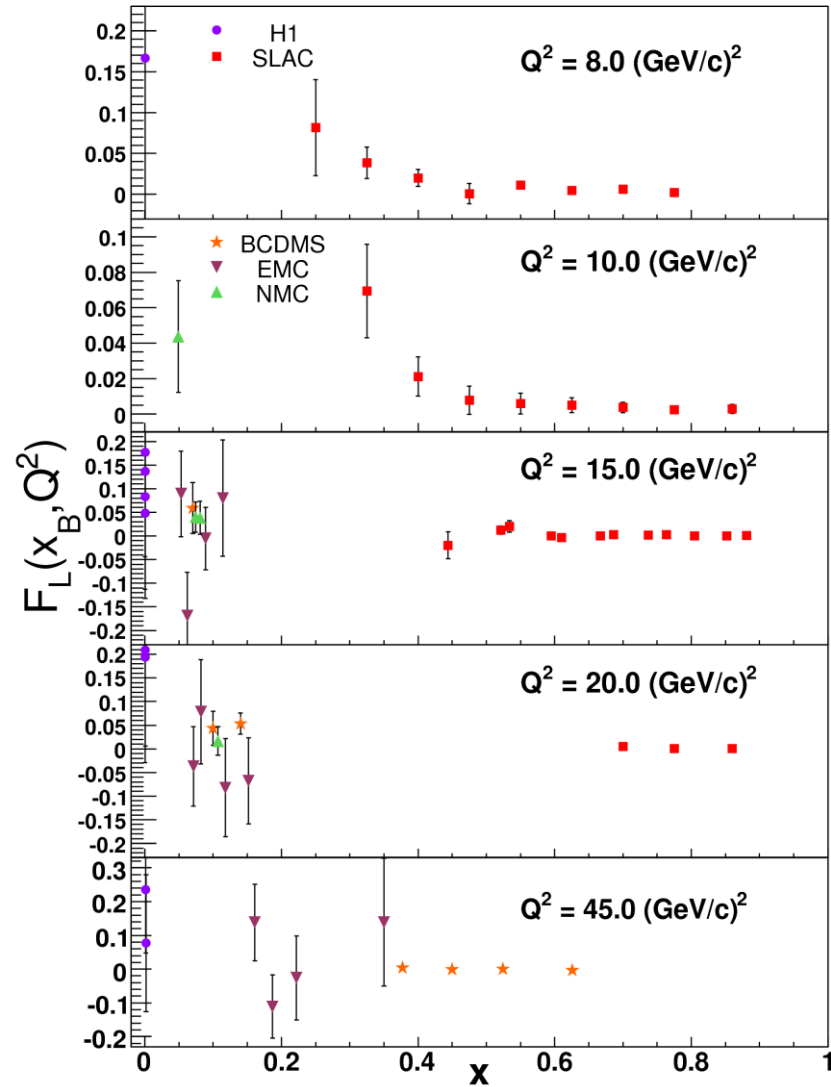 0.2
H1
SLAC
Q² = 8.0 (GeV/c)²
0.15
0.1
0.05
0
0.1
BCDMS
EMC
NMC
Q² = 10.0 (GeV/c)²
0.08
0.06
0.04
0.02
0
F_L(x_B,Q²)
0.2
0.15
0.1
0.05
0
-0.05
-0.1
-0.15
-0.2
Q² = 15.0 (GeV/c)²
0.2
0.15
0.1
0.05
0
-0.05
-0.1
-0.15
-0.2
Q² = 20.0 (GeV/c)²
0.3
0.2
0.1
0
-0.1
-0.2
Q² = 45.0 (GeV/c)²
0 0.2 0.4 0.6 0.8 1
x